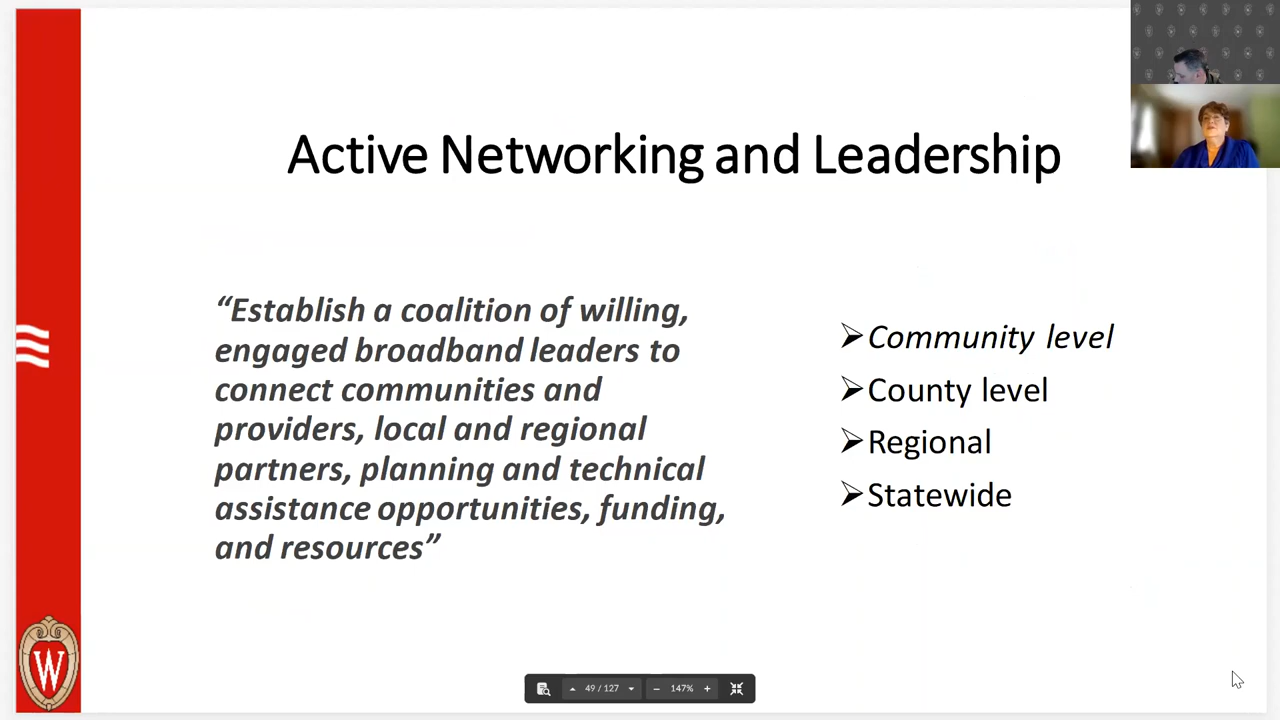 Active Networking and Leadership
“Establish a coalition of willing,
engaged broadband leaders to
connect communities and
providers, local and regional
partners, planning and technical
assistance opportunities, funding,
and resources”
➢Community level
➢County level
➢Regional
➢Statewide
W
49 / 127
147%